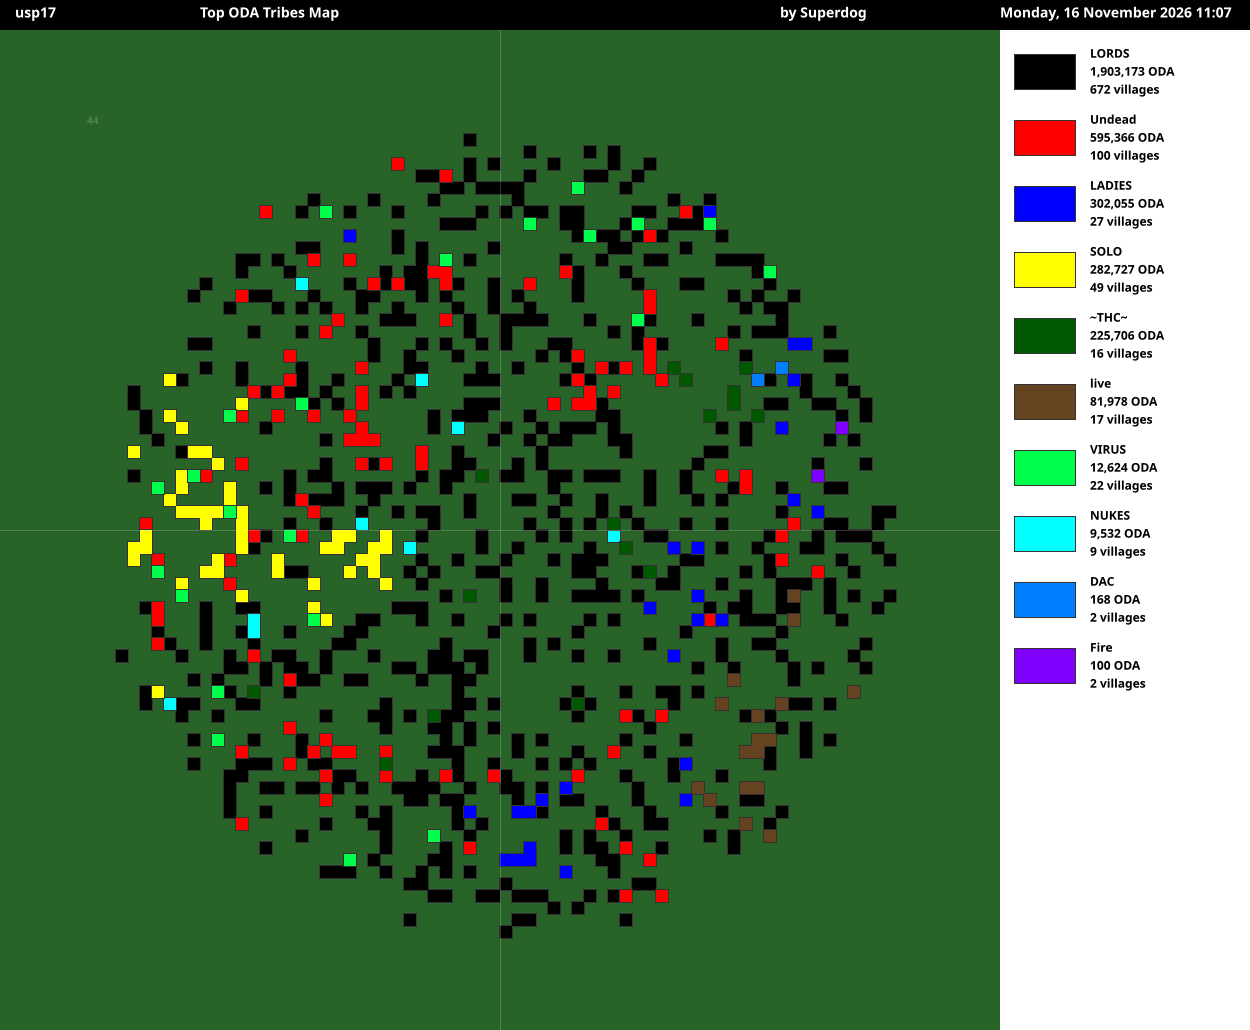 usp17 Top ODA Tribes Map by Superdog Monday, 16 November 2026 11:07
44
LORDS
1,903,173 ODA
672 villages
Undead
595,366 ODA
100 villages
LADIES
302,055 ODA
27 villages
SOLO
282,727 ODA
49 villages
~THC~
225,706 ODA
16 villages
live
81,978 ODA
17 villages
VIRUS
12,624 ODA
22 villages
NUKES
9,532 ODA
9 villages
DAC
168 ODA
2 villages
Fire
100 ODA
2 villages